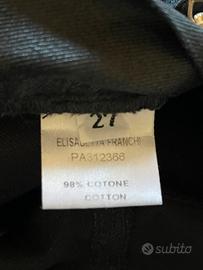 27
ELISABETTA FRANCHI
PA312366
98% COTONE
COTTON
subito